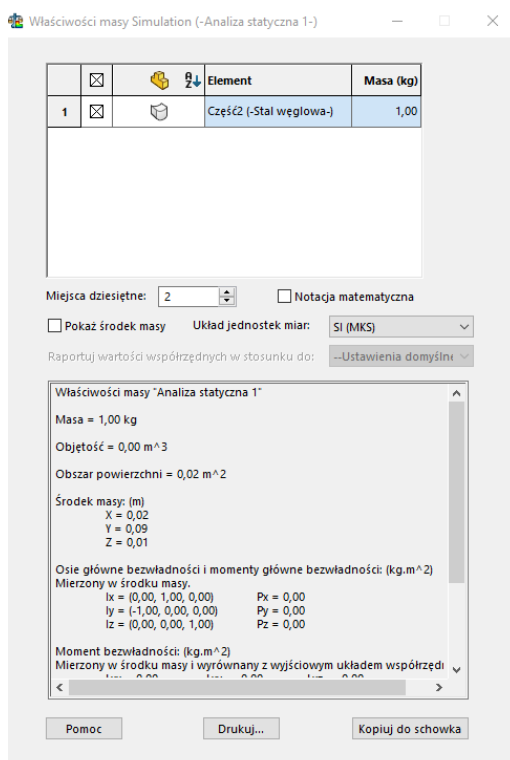 Właściwości masy Simulation (-Analiza statyczna 1-)
Element Masa (kg)
1 Część2 (-Stal węglowa-) 1,00
Miejsca dziesiętne: 2 Notacja matematyczna
Pokaż środek masy Układ jednostek miar: SI (MKS)
Raportuj wartości współrzędnych w stosunku do: --Ustawienia domyślne
Właściwości masy "Analiza statyczna 1"
Masa = 1,00 kg
Objętość = 0,00 m^3
Obszar powierzchni = 0,02 m^2
Środek masy: (m)
X = 0,02
Y = 0,09
Z = 0,01
Osie główne bezwładności i momenty główne bezwładności: (kg.m^2)
Mierzony w środku masy.
Ix = (0,00, 1,00, 0,00) Px = 0,00
Iy = (-1,00, 0,00, 0,00) Py = 0,00
Iz = (0,00, 0,00, 1,00) Pz = 0,00
Moment bezwładności: (kg.m^2)
Mierzony w środku masy i wyrównany z wyjściowym układem współrzęd
Pomoc Drukuj... Kopiuj do schowka